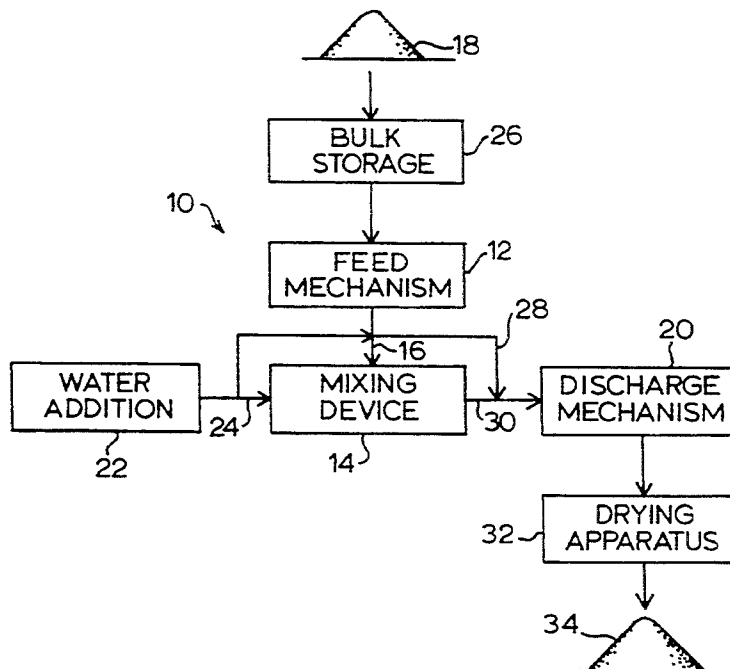 18
BULK
STORAGE
26
10
FEED
MECHANISM
12
28
16
20
WATER
ADDITION
24
MIXING
DEVICE
30
DISCHARGE
MECHANISM
22
14
DRYING
APPARATUS
32
34